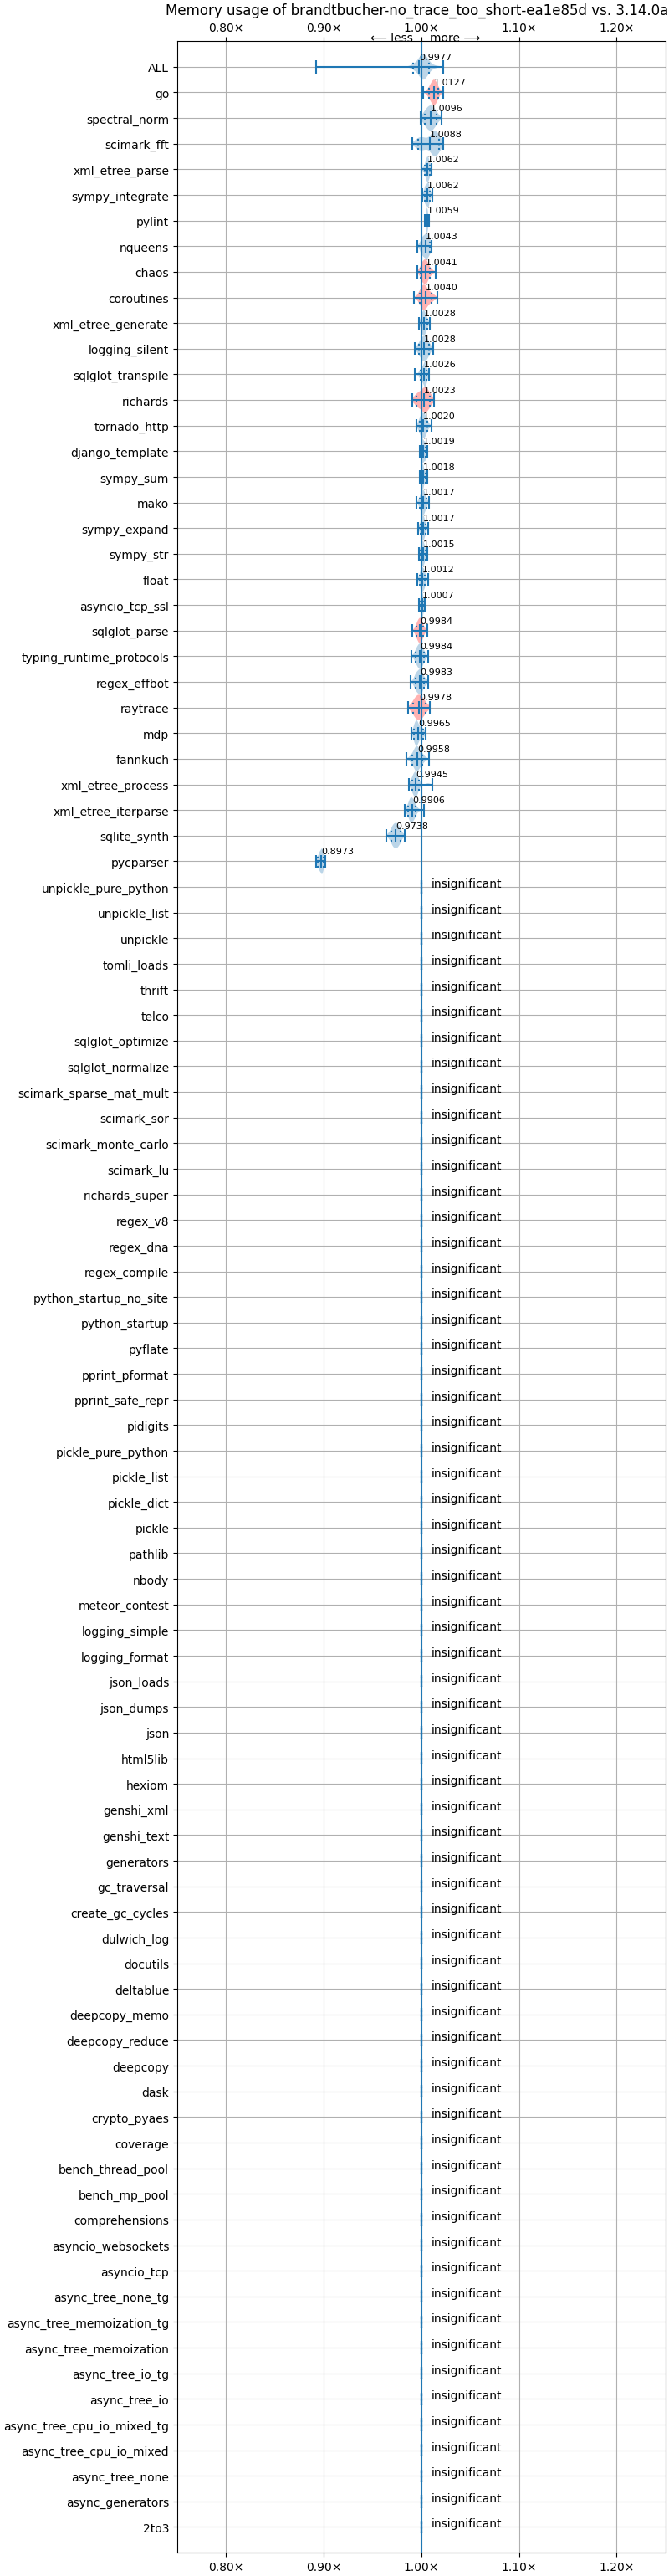 Memory usage of brandtbucher-no_trace_too_short-ea1e85d vs. 3.14.0a
0.80× 0.90× 1.00× 1.10× 1.20×
⟵ less more ⟶
ALL 0.9977
go 1.0127
spectral_norm 1.0096
scimark_fft 1.0088
xml_etree_parse 1.0062
sympy_integrate 1.0062
pylint 1.0059
nqueens 1.0043
chaos 1.0041
coroutines 1.0040
xml_etree_generate 1.0028
logging_silent 1.0028
sqlglot_transpile 1.0026
richards 1.0023
tornado_http 1.0020
django_template 1.0019
sympy_sum 1.0018
mako 1.0017
sympy_expand 1.0017
sympy_str 1.0015
float 1.0012
asyncio_tcp_ssl 1.0007
sqlglot_parse 0.9984
typing_runtime_protocols 0.9984
regex_effbot 0.9983
raytrace 0.9978
mdp 0.9965
fannkuch 0.9958
xml_etree_process 0.9945
xml_etree_iterparse 0.9906
sqlite_synth 0.9738
pycparser 0.8973
unpickle_pure_python insignificant
unpickle_list insignificant
unpickle insignificant
tomli_loads insignificant
thrift insignificant
telco insignificant
sqlglot_optimize insignificant
sqlglot_normalize insignificant
scimark_sparse_mat_mult insignificant
scimark_sor insignificant
scimark_monte_carlo insignificant
scimark_lu insignificant
richards_super insignificant
regex_v8 insignificant
regex_dna insignificant
regex_compile insignificant
python_startup_no_site insignificant
python_startup insignificant
pyflate insignificant
pprint_pformat insignificant
pprint_safe_repr insignificant
pidigits insignificant
pickle_pure_python insignificant
pickle_list insignificant
pickle_dict insignificant
pickle insignificant
pathlib insignificant
nbody insignificant
meteor_contest insignificant
logging_simple insignificant
logging_format insignificant
json_loads insignificant
json_dumps insignificant
json insignificant
html5lib insignificant
hexiom insignificant
genshi_xml insignificant
genshi_text insignificant
generators insignificant
gc_traversal insignificant
create_gc_cycles insignificant
dulwich_log insignificant
docutils insignificant
deltablue insignificant
deepcopy_memo insignificant
deepcopy_reduce insignificant
deepcopy insignificant
dask insignificant
crypto_pyaes insignificant
coverage insignificant
bench_thread_pool insignificant
bench_mp_pool insignificant
comprehensions insignificant
asyncio_websockets insignificant
asyncio_tcp insignificant
async_tree_none_tg insignificant
async_tree_memoization_tg insignificant
async_tree_memoization insignificant
async_tree_io_tg insignificant
async_tree_io insignificant
async_tree_cpu_io_mixed_tg insignificant
async_tree_cpu_io_mixed insignificant
async_tree_none insignificant
async_generators insignificant
2to3 insignificant
0.80× 0.90× 1.00× 1.10× 1.20×